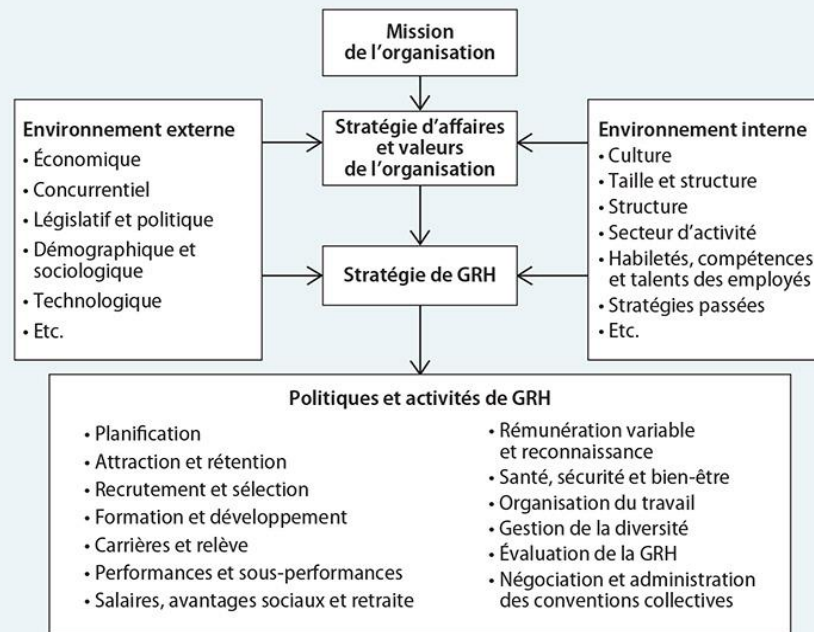 Mission
de l'organisation
Environnement externe
• Économique
• Concurrentiel
• Législatif et politique
• Démographique et
sociologique
• Technologique
• Etc.
Stratégie d'affaires
et valeurs
de l'organisation
Stratégie de GRH
Environnement interne
• Culture
• Taille et structure
• Structure
• Secteur d'activité
• Habiletés, compétences
et talents des employés
• Stratégies passées
• Etc.
Politiques et activités de GRH
• Planification
• Attraction et rétention
• Recrutement et sélection
• Formation et développement
• Carrières et relève
• Performances et sous-performances
• Salaires, avantages sociaux et retraite
• Rémunération variable
et reconnaissance
• Santé, sécurité et bien-être
• Organisation du travail
• Gestion de la diversité
• Évaluation de la GRH
• Négociation et administration
des conventions collectives